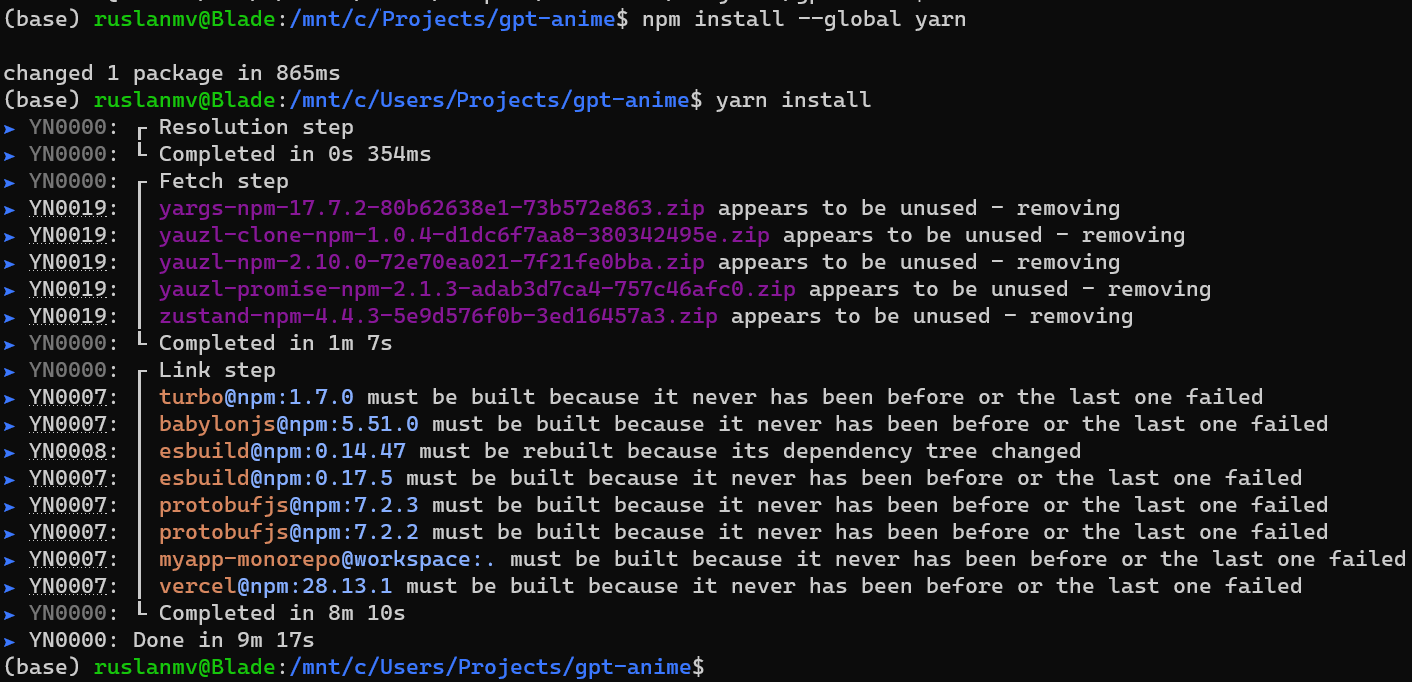 (base) ruslanmv@Blade:/mnt/c/Projects/gpt-anime$ npm install --global yarn
changed 1 package in 865ms
(base) ruslanmv@Blade:/mnt/c/Users/Projects/gpt-anime$ yarn install
➤ YN0000: ┌ Resolution step
➤ YN0000: └ Completed in 0s 354ms
➤ YN0000: ┌ Fetch step
➤ YN0019: │ yargs-npm-17.7.2-80b62638e1-73b572e863.zip appears to be unused - removing
➤ YN0019: │ yauzl-clone-npm-1.0.4-d1dc6f7aa8-380342495e.zip appears to be unused - removing
➤ YN0019: │ yauzl-npm-2.10.0-72e70ea021-7f21fe0bba.zip appears to be unused - removing
➤ YN0019: │ yauzl-promise-npm-2.1.3-adab3d7ca4-757c46afc0.zip appears to be unused - removing
➤ YN0019: │ zustand-npm-4.4.3-5e9d576f0b-3ed16457a3.zip appears to be unused - removing
➤ YN0000: └ Completed in 1m 7s
➤ YN0000: ┌ Link step
➤ YN0007: │ turbo@npm:1.7.0 must be built because it never has been before or the last one failed
➤ YN0007: │ babylonjs@npm:5.51.0 must be built because it never has been before or the last one failed
➤ YN0008: │ esbuild@npm:0.14.47 must be rebuilt because its dependency tree changed
➤ YN0007: │ esbuild@npm:0.17.5 must be built because it never has been before or the last one failed
➤ YN0007: │ protobufjs@npm:7.2.3 must be built because it never has been before or the last one failed
➤ YN0007: │ protobufjs@npm:7.2.2 must be built because it never has been before or the last one failed
➤ YN0007: │ myapp-monorepo@workspace:. must be built because it never has been before or the last one failed
➤ YN0007: │ vercel@npm:28.13.1 must be built because it never has been before or the last one failed
➤ YN0000: └ Completed in 8m 10s
➤ YN0000: Done in 9m 17s
(base) ruslanmv@Blade:/mnt/c/Users/Projects/gpt-anime$